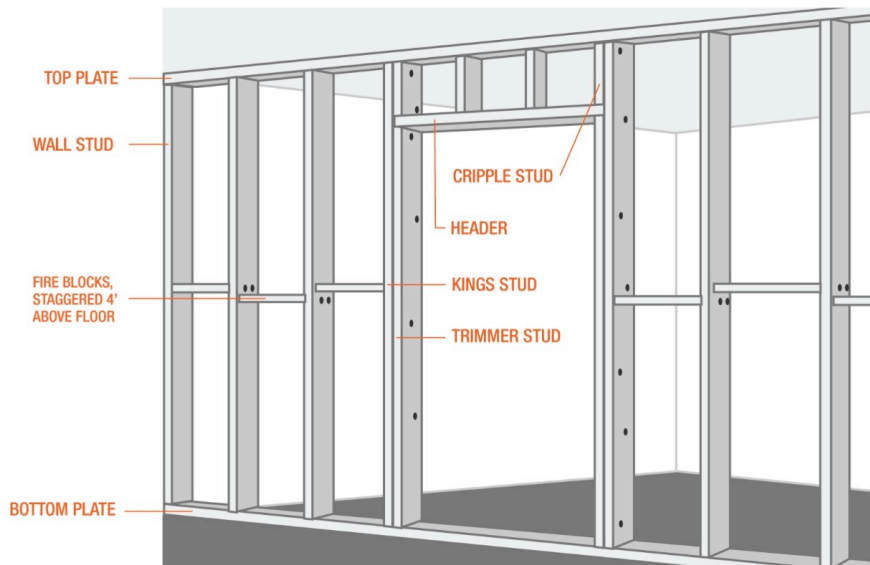 TOP PLATE
WALL STUD
CRIPPLE STUD
HEADER
FIRE BLOCKS,
STAGGERED 4'
ABOVE FLOOR
KINGS STUD
TRIMMER STUD
BOTTOM PLATE